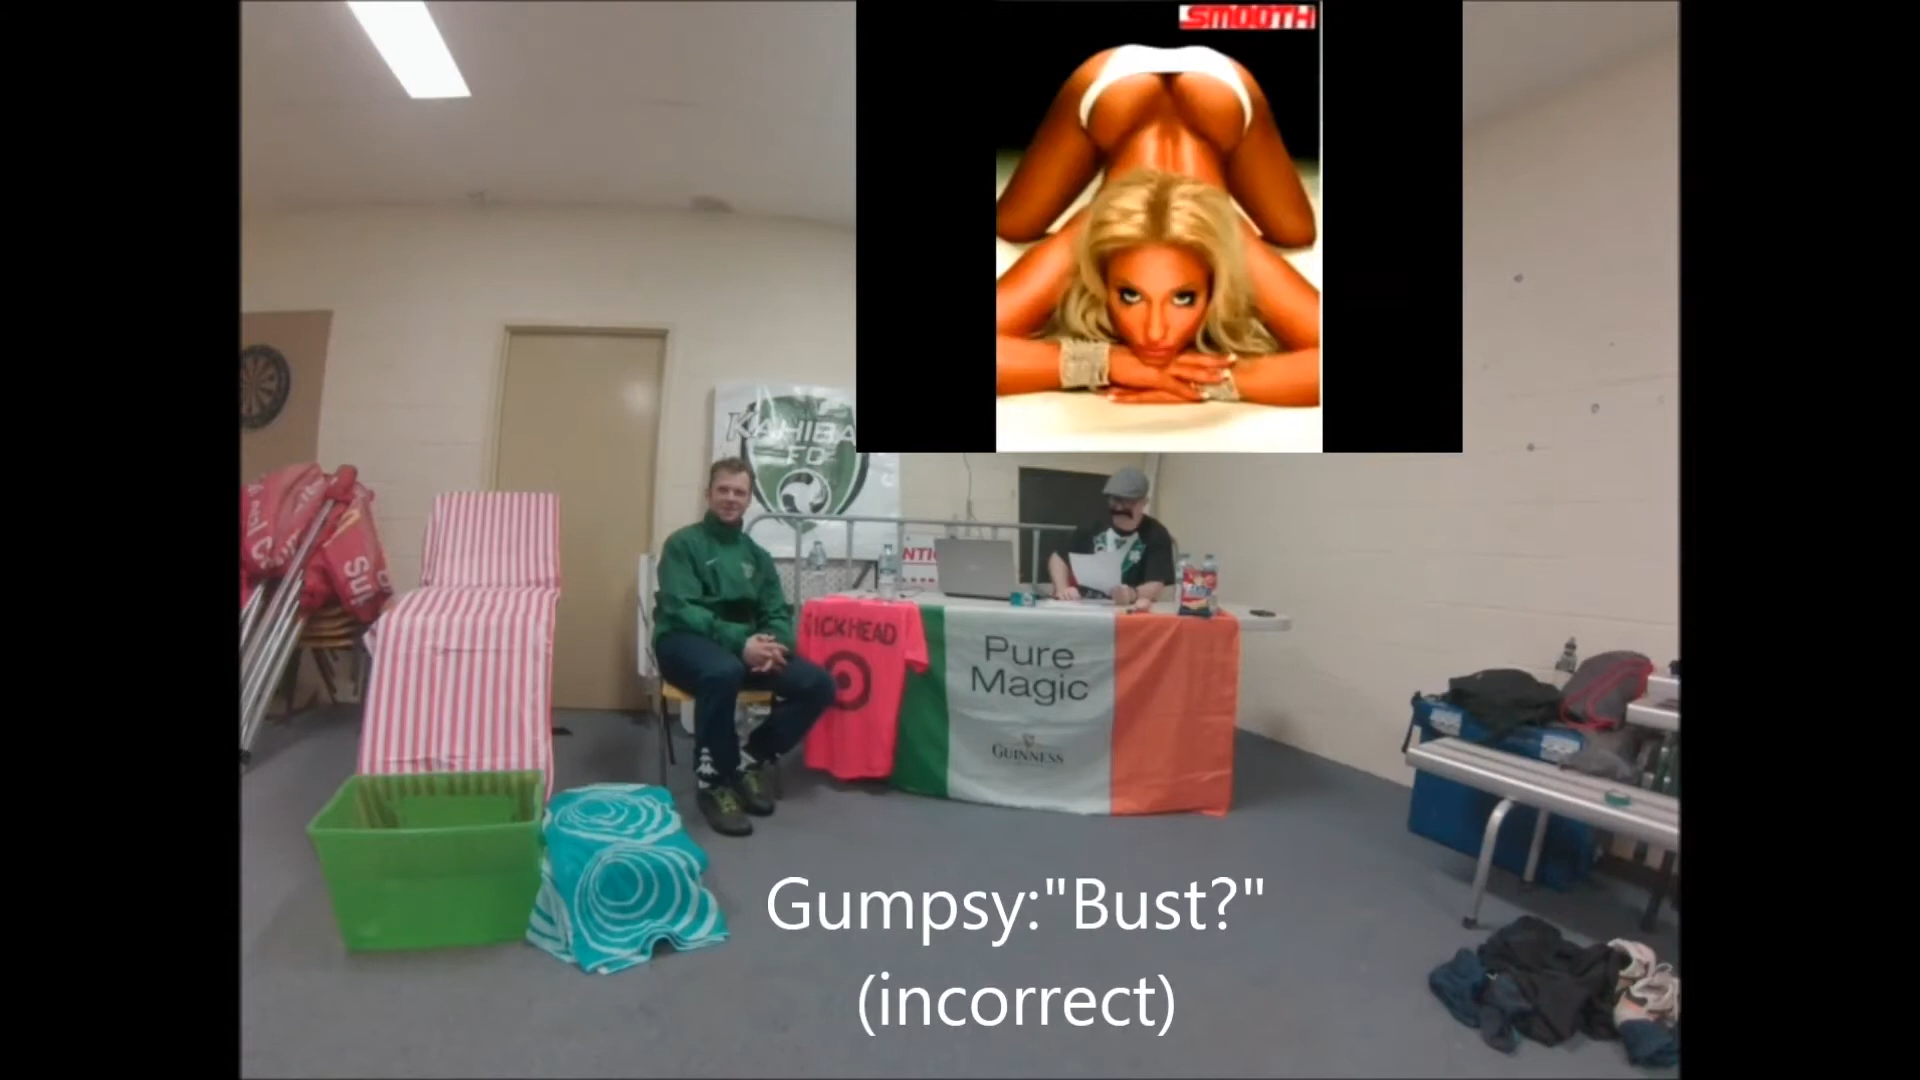 SMOOTH
KAHIBA
FC
ICKHEAD
Pure
Magic
GUINNESS
Gumpsy:"Bust?"
(incorrect)